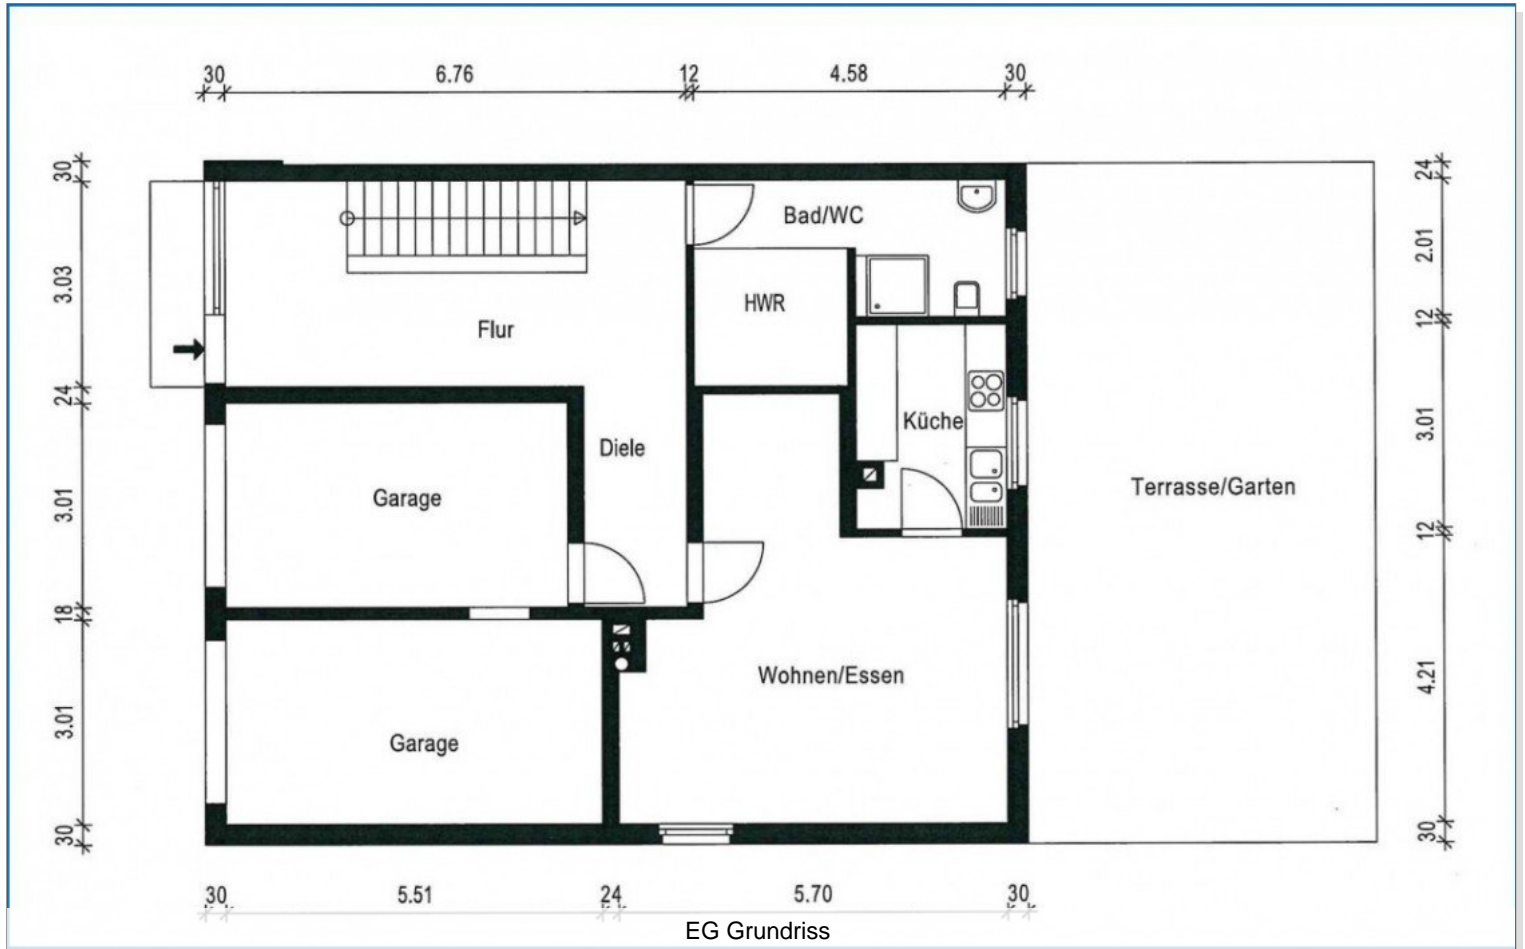 30 6.76 12 4.58 30
30
24
Bad/WC
2.01
3.03
HWR
Flur
12
24
Küche
3.01
Diele
Terrasse/Garten
Garage
3.01
12
18
Wohnen/Essen
4.21
3.01
Garage
30
30
30 5.51 24 5.70 30
EG Grundriss